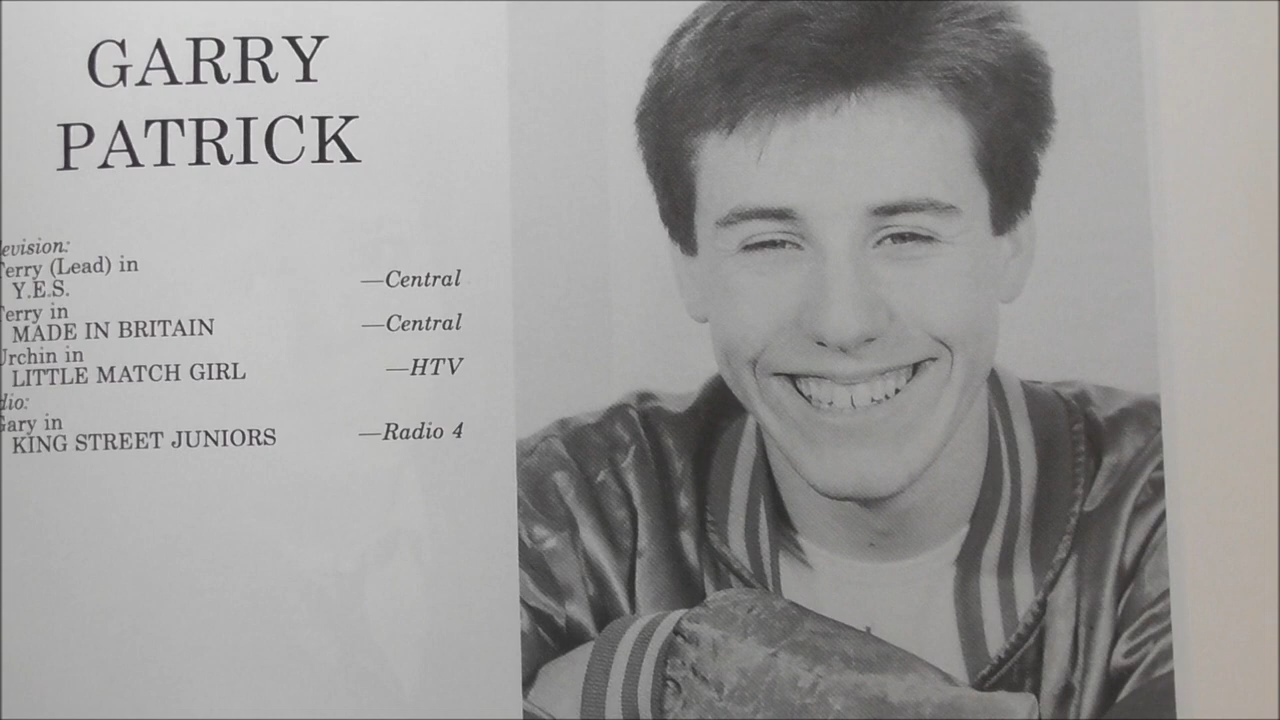 GARRY
PATRICK
evision:
erry (Lead) in
Y.E.S. —Central
erry in
MADE IN BRITAIN —Central
Urchin in
LITTLE MATCH GIRL —HTV
dio:
ary in
KING STREET JUNIORS —Radio 4